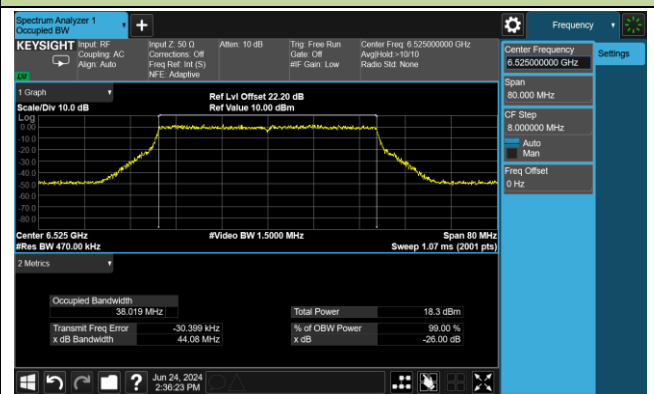 Spectrum Analyzer 1
Occupied BW
Frequency
KEYSIGHT
Input: RF
Coupling: AC
Align: Auto
Input Z: 50 Ω
Corrections: Off
Freq Ref: Int (S)
NFE: Adaptive
Atten: 10 dB
Trig: Free Run
Gate: Off
#IF Gain: Low
Center Freq: 6.525000000 GHz
Avg|Hold:>10/10
Radio Std: None
Center Frequency
6.525000000 GHz
Settings
Span
80.000 MHz
CF Step
8.000000 MHz
Auto
Man
Freq Offset
0 Hz
1 Graph
Scale/Div 10.0 dB
Ref Lvl Offset 22.20 dB
Ref Value 10.00 dBm
Log
0.00
-10.0
-20.0
-30.0
-40.0
-50.0
-60.0
-70.0
-80.0
Center 6.525 GHz
#Video BW 1.5000 MHz
Span 80 MHz
#Res BW 470.00 kHz
Sweep 1.07 ms (2001 pts)
2 Metrics
Occupied Bandwidth
38.019 MHz
Total Power 18.3 dBm
Transmit Freq Error -30.399 kHz
% of OBW Power 99.00 %
x dB Bandwidth 44.08 MHz
x dB -26.00 dB
Jun 24, 2024
2:36:23 PM